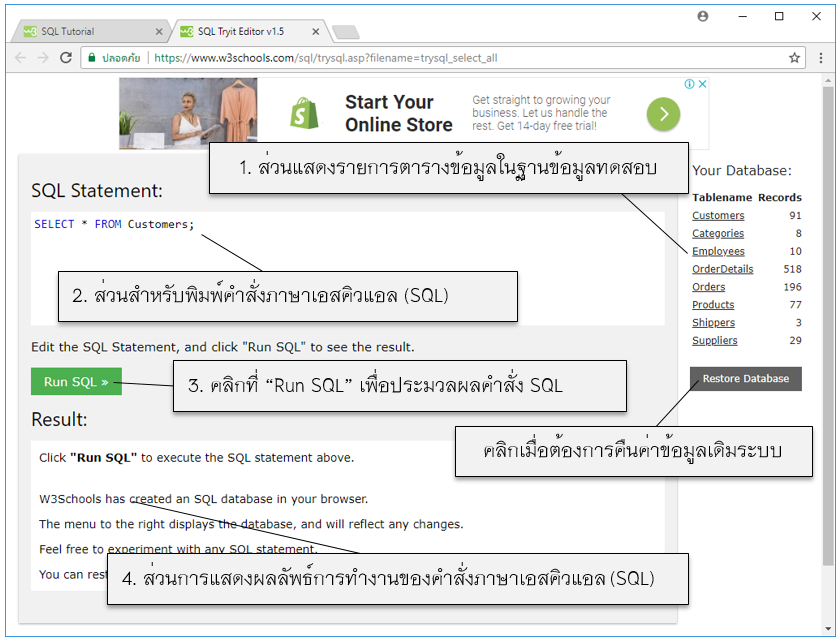 SQL Tutorial
SQL Tryit Editor v1.5
ปลอดภัย
https://www.w3schools.com/sql/trysql.asp?filename=trysql_select_all
Start Your
Online Store
Get straight to growing your
business. Let us handle the
rest. Get 14-day free trial!
1. ส่วนแสดงรายการตารางข้อมูลในฐานข้อมูลทดสอบ
Your Database:
SQL Statement:
Tablename Records
SELECT * FROM Customers;
Customers 91
Categories 8
Employees 10
OrderDetails 518
Orders 196
Products 77
Shippers 3
Suppliers 29
2. ส่วนสำหรับพิมพ์คำสั่งภาษาเอสคิวแอล (SQL)
Edit the SQL Statement, and click "Run SQL" to see the result.
Run SQL »
3. คลิกที่ “Run SQL” เพื่อประมวลผลคำสั่ง SQL
Restore Database
Result:
คลิกเมื่อต้องการคืนค่าข้อมูลเดิมระบบ
Click "Run SQL" to execute the SQL statement above.
W3Schools has created an SQL database in your browser.
The menu to the right displays the database, and will reflect any changes.
Feel free to experiment with any SQL statement.
You can rest
4. ส่วนการแสดงผลลัพธ์การทำงานของคำสั่งภาษาเอสคิวแอล (SQL)